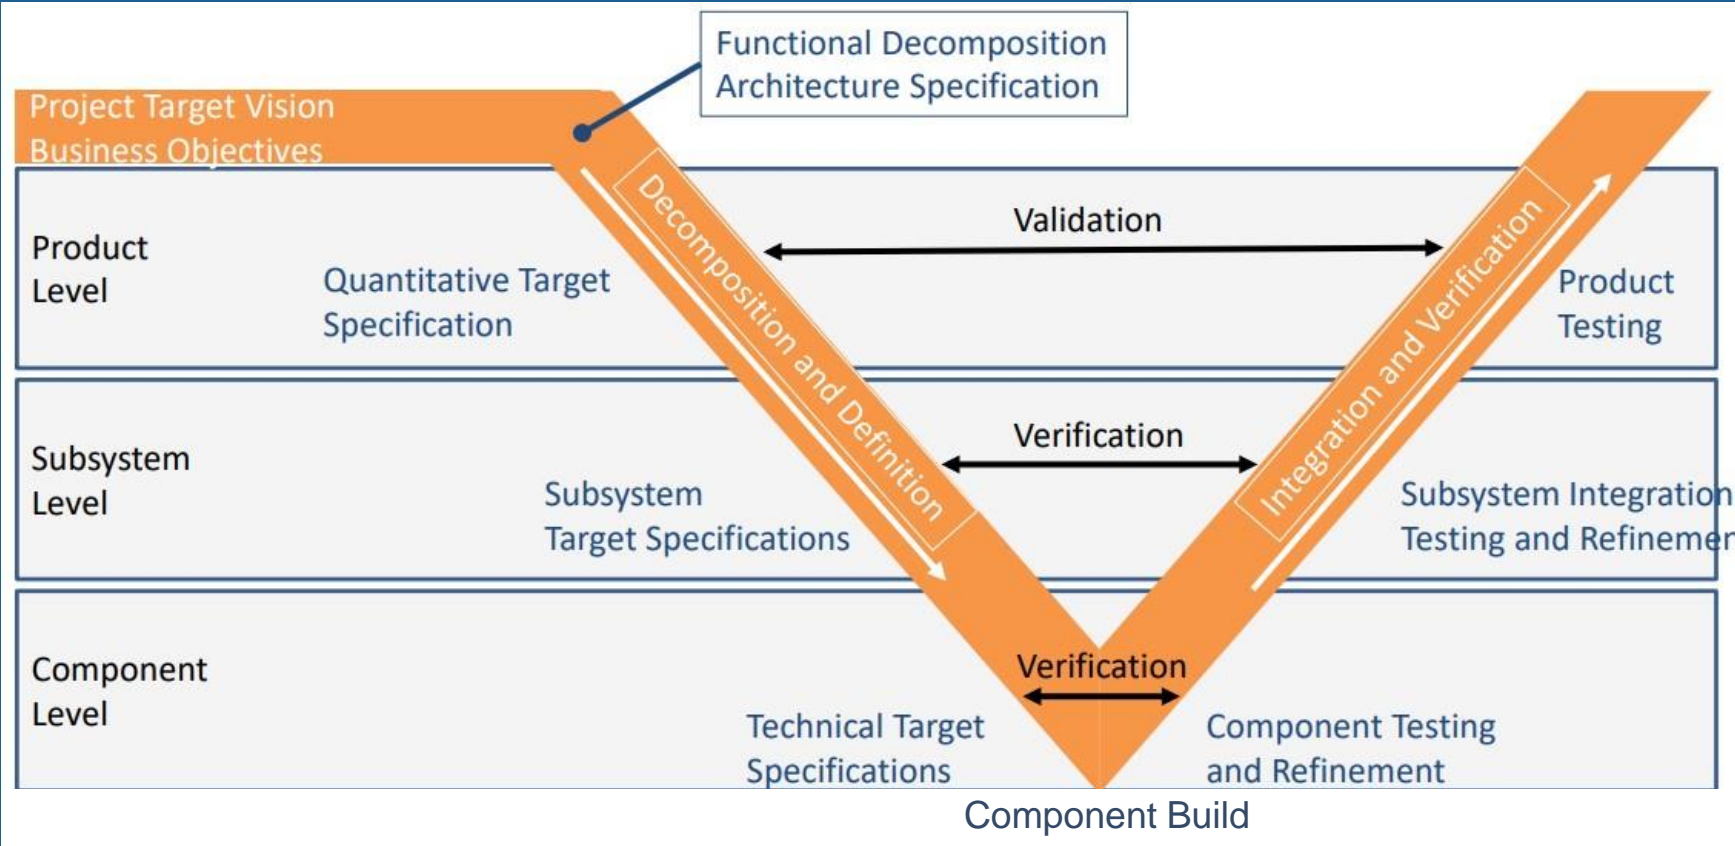 Functional Decomposition
Architecture Specification
Project Target Vision
Business Objectives
Decomposition and Definition
Integration and Verification
Product
Level
Quantitative Target
Specification
Validation
Product
Testing
Subsystem
Level
Subsystem
Target Specifications
Verification
Subsystem Integration
Testing and Refinemen
Component
Level
Technical Target
Specifications
Verification
Component Testing
and Refinement
Component Build